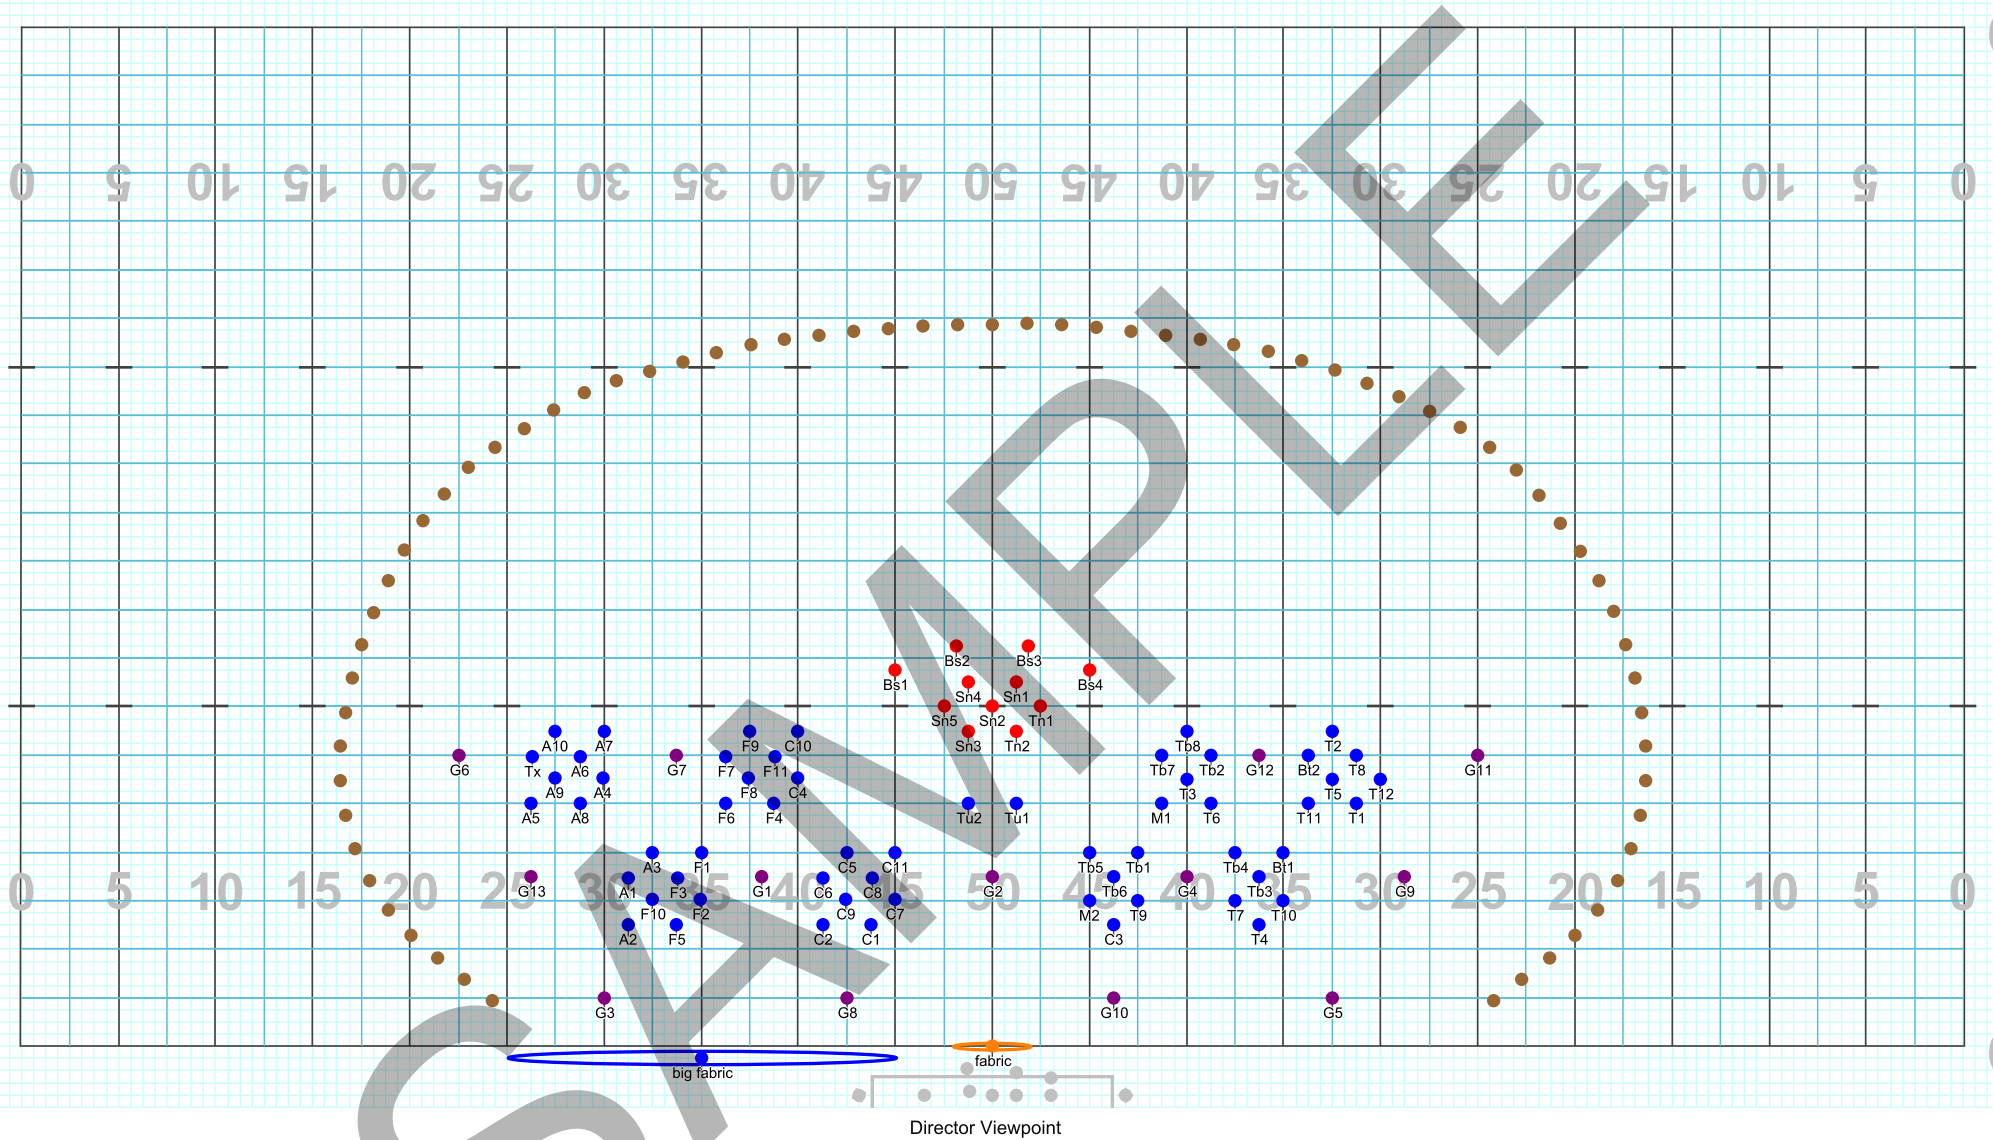 0 5 10 15 20 25 30 35 40 45 50 45 40 35 30 25 20 15 10 5 0
SAMPLE
Bs2 Bs3
Bs1 Sn4 Sn1 Bs4
Sn5 Sn2 Tn1
A10 A7 F9 C10 Sn3 Tn2 Tb8 T2
G6 Tx A6 G7 F7 F11 Tb7 Tb2 G12 Bt2 T8 G11
A9 A4 F8 C4 T3 T5 T12
A5 A8 F6 F4 Tu2 Tu1 M1 T6 T11 T1
A3 F1 C5 C11 Tb5 Tb1 Tb4 Bt1
G13 A1 F3 G1 C6 C8 G2 Tb6 G4 Tb3 G9
0 5 10 15 20 25 30 35 40 45 50 45 40 35 30 25 20 15 10 5 0
F10 F2 C9 C7 M2 T9 T7 T10
A2 F5 C2 C1 C3 T4
G3 G8 G10 G5
fabric
big fabric
Director Viewpoint